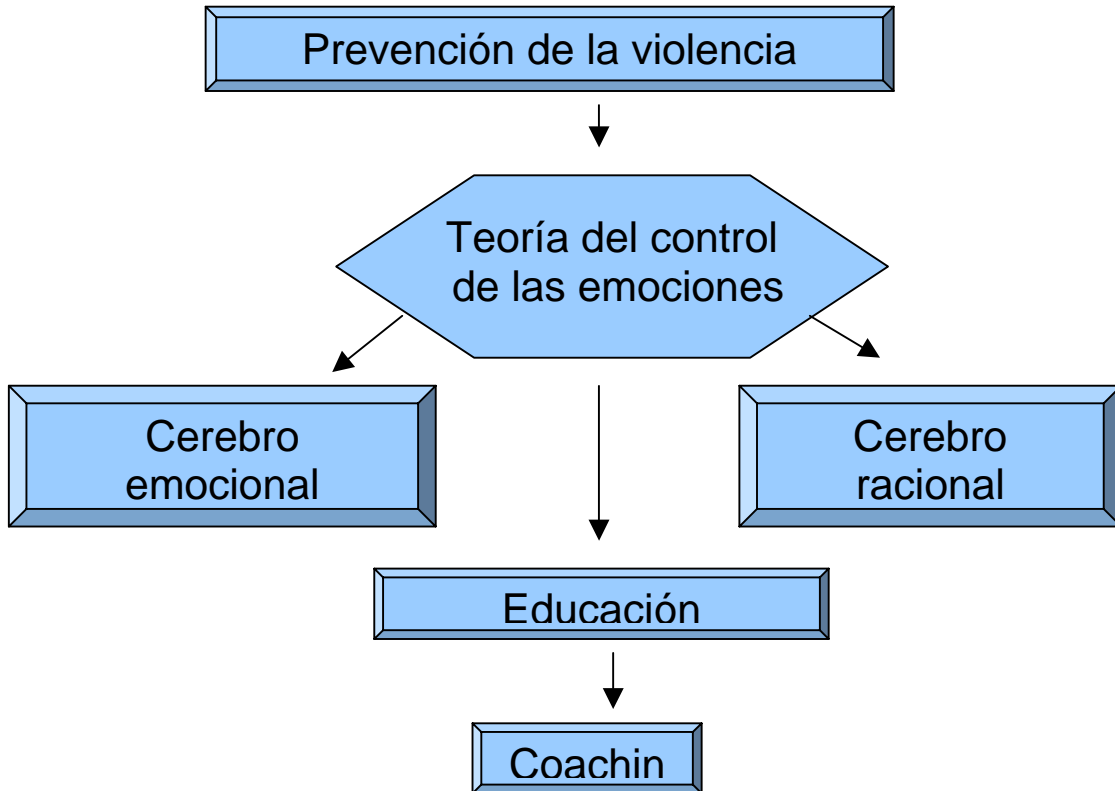 Prevención de la violencia
Teoría del control
de las emociones
Cerebro
emocional
Cerebro
racional
Educación
Coachin